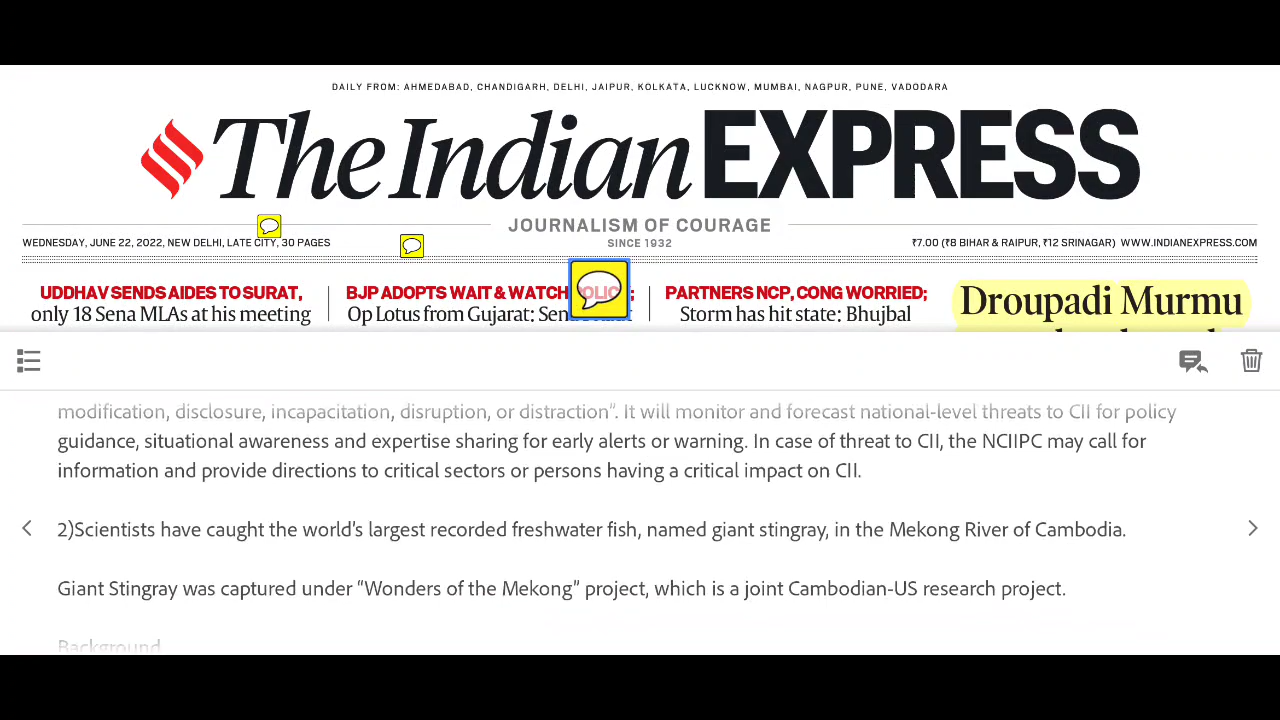 DAILY FROM: AHMEDABAD, CHANDIGARH, DELHI, JAIPUR, KOLKATA, LUCKNOW, MUMBAI, NAGPUR, PUNE, VADODARA
The Indian EXPRESS
JOURNALISM OF COURAGE
WEDNESDAY, JUNE 22, 2022, NEW DELHI, LATE CITY, 30 PAGES
SINCE 1932
₹7.00 (₹8 BIHAR & RAIPUR, ₹12 SRINAGAR) WWW.INDIANEXPRESS.COM
UDDHAV SENDS AIDES TO SURAT,
only 18 Sena MLAs at his meeting
BJP ADOPTS WAIT & WATCH POLICY;
Op Lotus from Gujarat: Sena
PARTNERS NCP, CONG WORRIED;
Storm has hit state: Bhujbal
Droupadi Murmu
modification, disclosure, incapacitation, disruption, or distraction”. It will monitor and forecast national-level threats to CII for policy
guidance, situational awareness and expertise sharing for early alerts or warning. In case of threat to CII, the NCIIPC may call for
information and provide directions to critical sectors or persons having a critical impact on CII.
2)Scientists have caught the world’s largest recorded freshwater fish, named giant stingray, in the Mekong River of Cambodia.
Giant Stingray was captured under “Wonders of the Mekong” project, which is a joint Cambodian-US research project.
Background